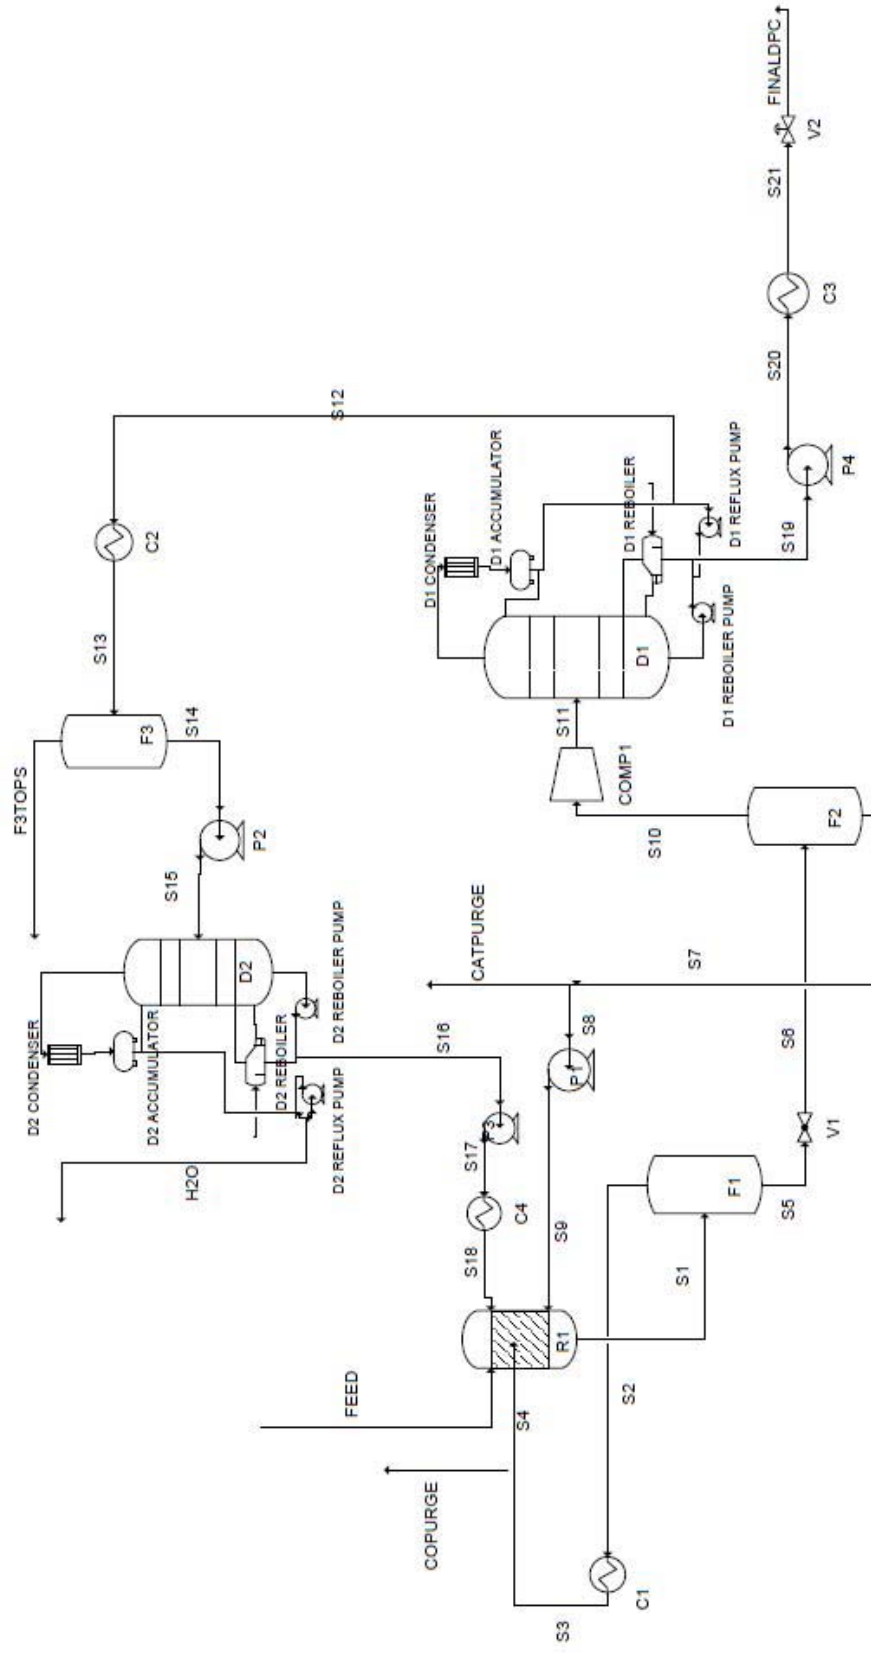 FINALDPC
V2
S21
C3
S20
S12
D1 CONDENSER
D1 ACCUMULATOR
D1 REBOILER
D1 REFLUX PUMP
P4
S19
C2
S13
D1
D1 REBOILER PUMP
S11
F3
S14
F3TOPS
COMP1
P2
S15
S10
F2
D2
D2 REBOILER PUMP
CATPURGE
S7
D2 CONDENSER
D2 ACCUMULATOR
D2 REBOILER
D2 REFLUX PUMP
S16
S8
P1
S6
H2O
P3
S17
V1
C4
S9
F1
S5
S18
S1
R1
FEED
S4
S2
COPURGE
C1
S3